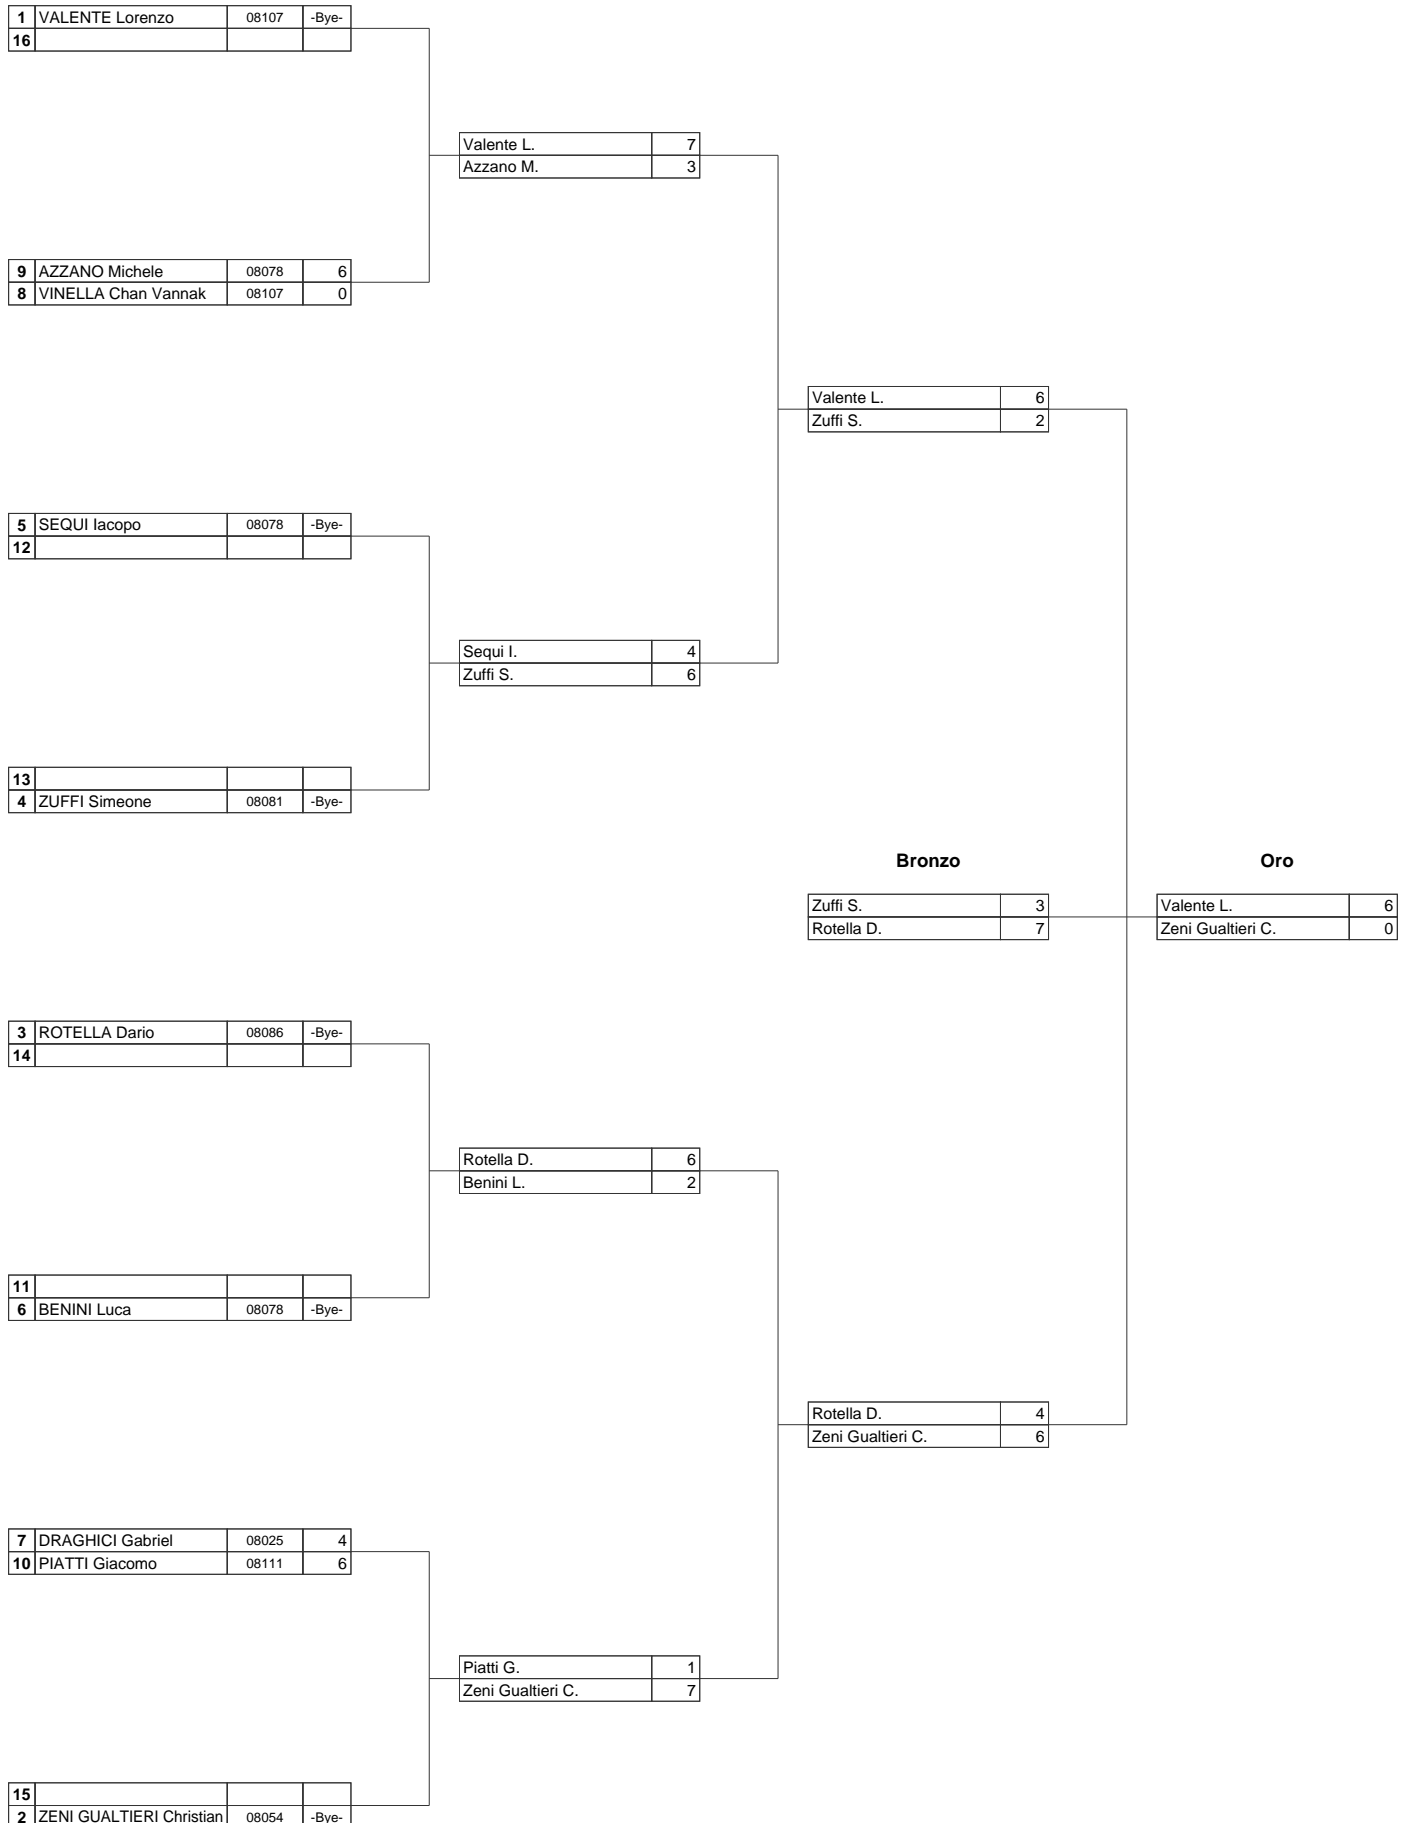 1 VALENTE Lorenzo 08107 -Bye-
16
Valente L. 7
Azzano M. 3
9 AZZANO Michele 08078 6
8 VINELLA Chan Vannak 08107 0
Valente L. 6
Zuffi S. 2
5 SEQUI Iacopo 08078 -Bye-
12
Sequi I. 4
Zuffi S. 6
13
4 ZUFFI Simeone 08081 -Bye-
Bronzo Oro
Zuffi S. 3 Valente L. 6
Rotella D. 7 Zeni Gualtieri C. 0
3 ROTELLA Dario 08086 -Bye-
14
Rotella D. 6
Benini L. 2
11
6 BENINI Luca 08078 -Bye-
Rotella D. 4
Zeni Gualtieri C. 6
7 DRAGHICI Gabriel 08025 4
10 PIATTI Giacomo 08111 6
Piatti G. 1
Zeni Gualtieri C. 7
15
2 ZENI GUALTIERI Christian 08054 -Bye-